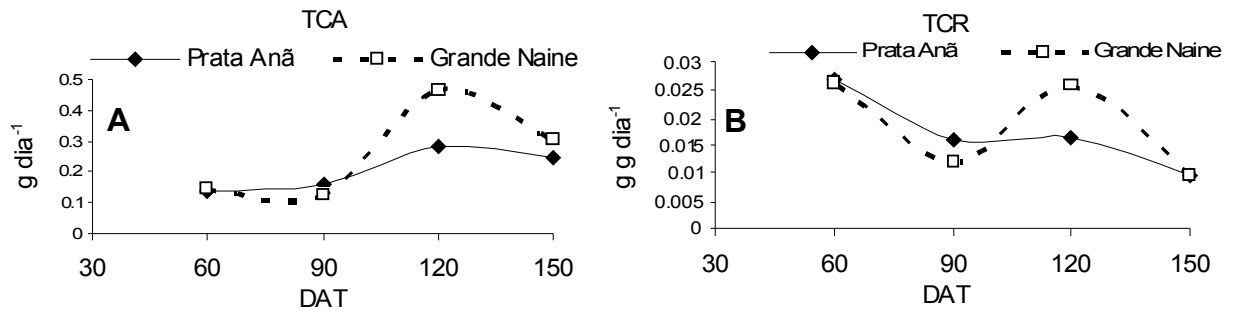 TCA
Prata Anã
Grande Naine
A
g dia⁻¹
0.5
0.4
0.3
0.2
0.1
0
30 60 90 120 150
DAT
TCR
Prata Anã
Grande Naine
B
g g dia⁻¹
0.03
0.025
0.02
0.015
0.01
0.005
0
30 60 90 120 150
DAT